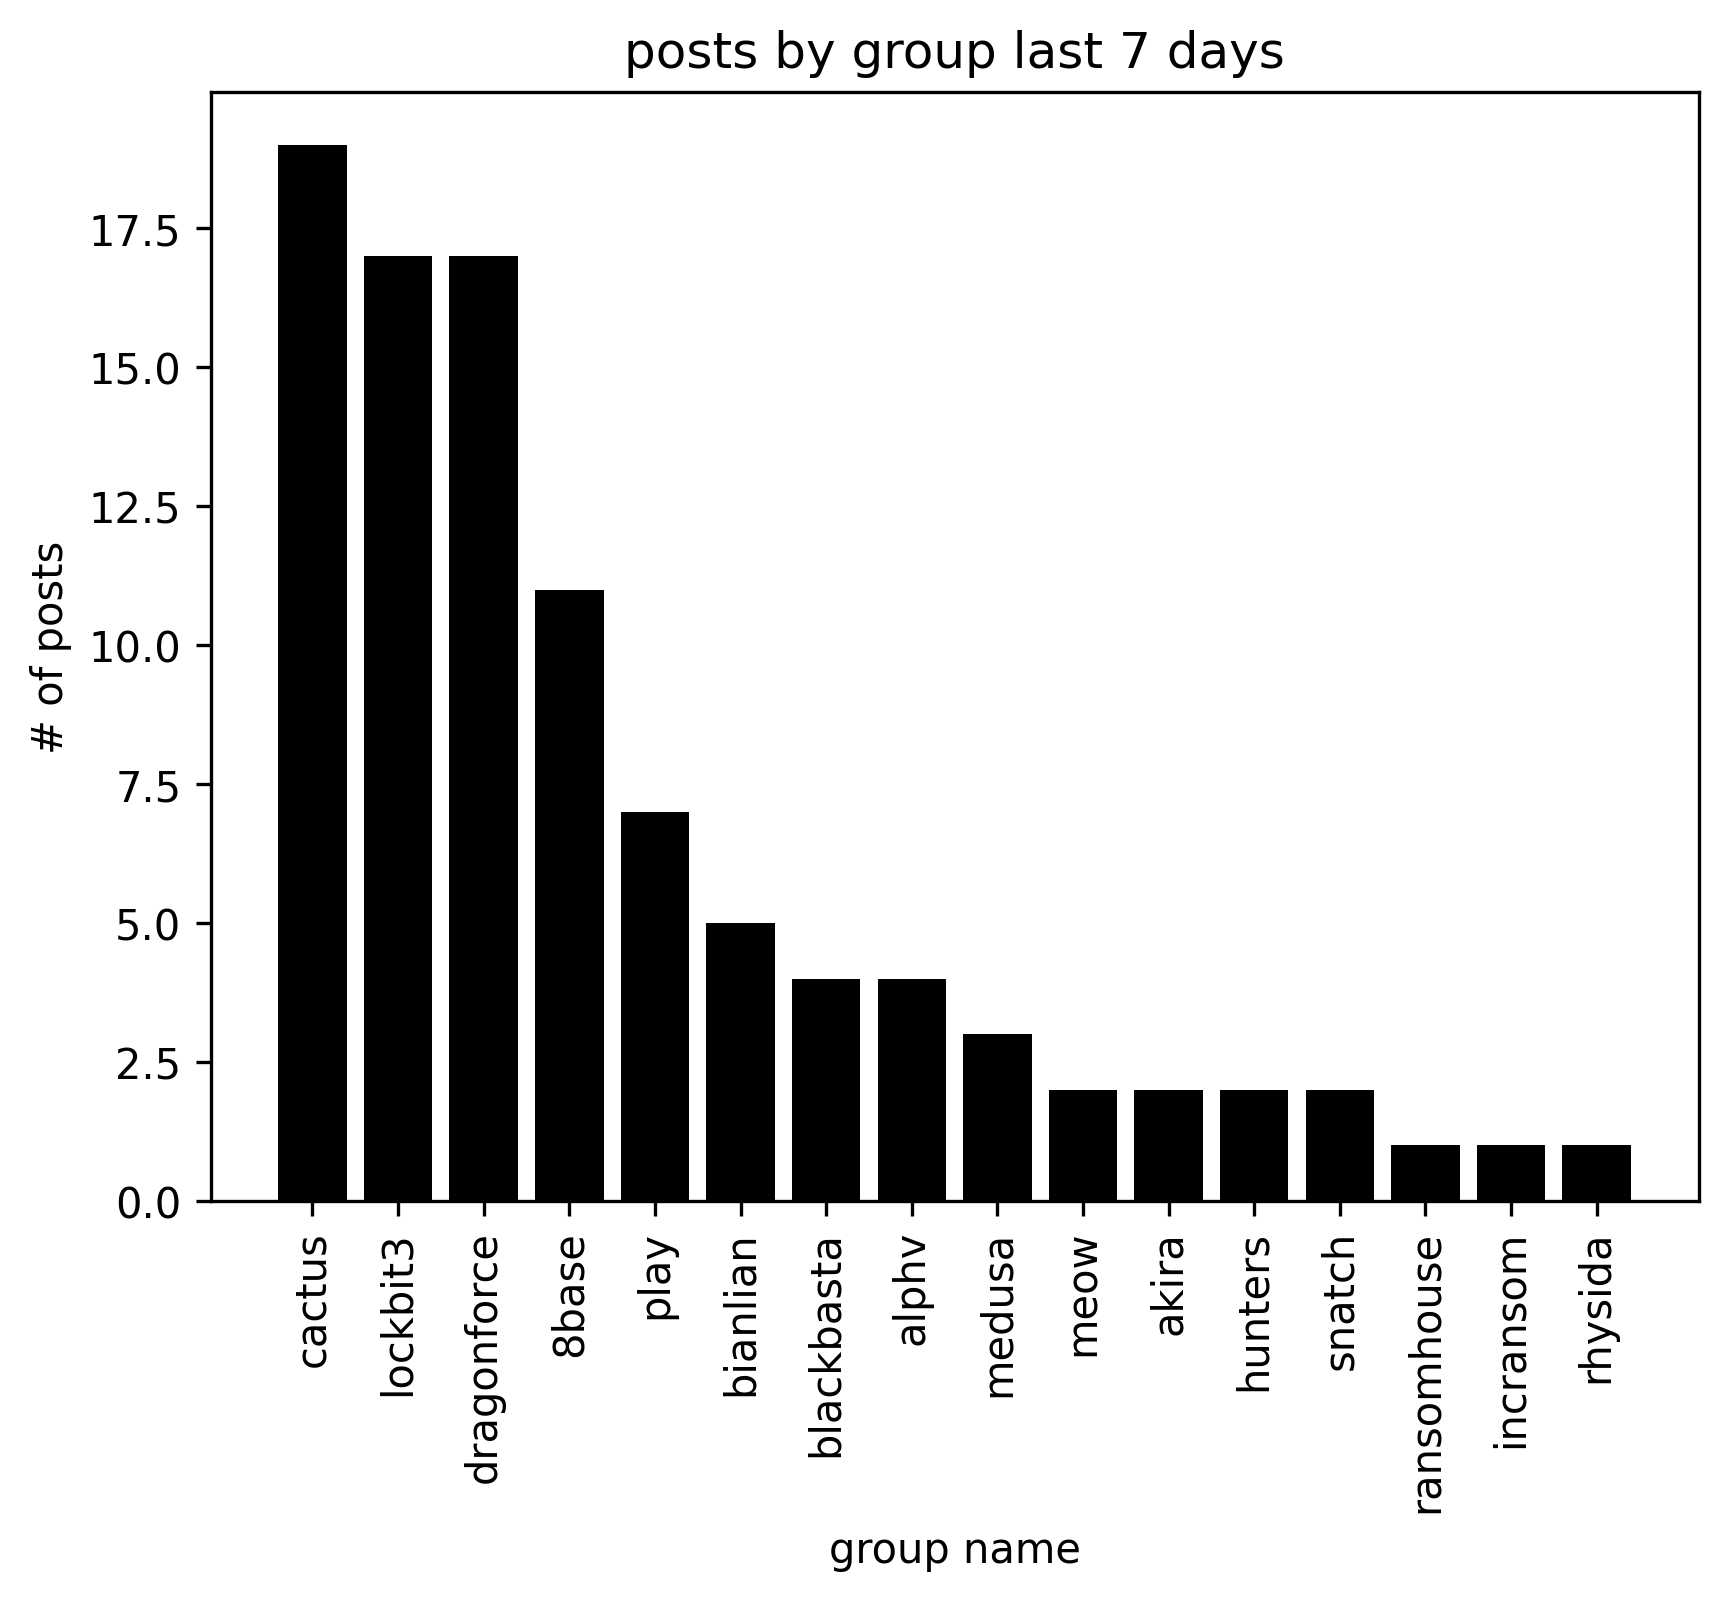 posts by group last 7 days
# of posts
17.5
15.0
12.5
10.0
7.5
5.0
2.5
0.0
cactus
lockbit3
dragonforce
8base
play
bianlian
blackbasta
alphv
medusa
meow
akira
hunters
snatch
ransomhouse
incransom
rhysida
group name